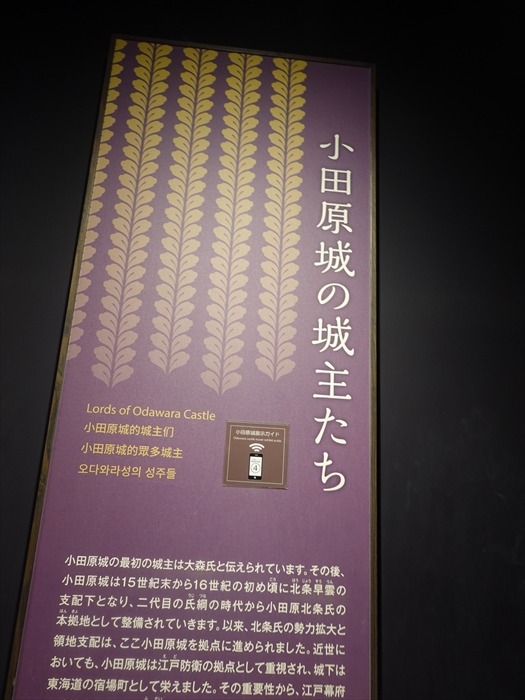 小田原城の城主たち
Lords of Odawara Castle
小田原城的城主们
小田原城的眾多城主
오다와라성의 성주들
小田原城展示ガイド
4
小田原城の最初の城主は大森氏と伝えられています。その後、
小田原城は15世紀末から16世紀の初め頃に北条早雲の
支配下となり、二代目の氏綱の時代から小田原北条氏の
本拠地として整備されていきます。以来、北条氏の勢力拡大と
領地支配は、ここ小田原城を拠点に進められました。近世に
おいても、小田原城は江戸防衛の拠点として重視され、城下は
東海道の宿場町として栄えました。その重要性から、江戸幕府